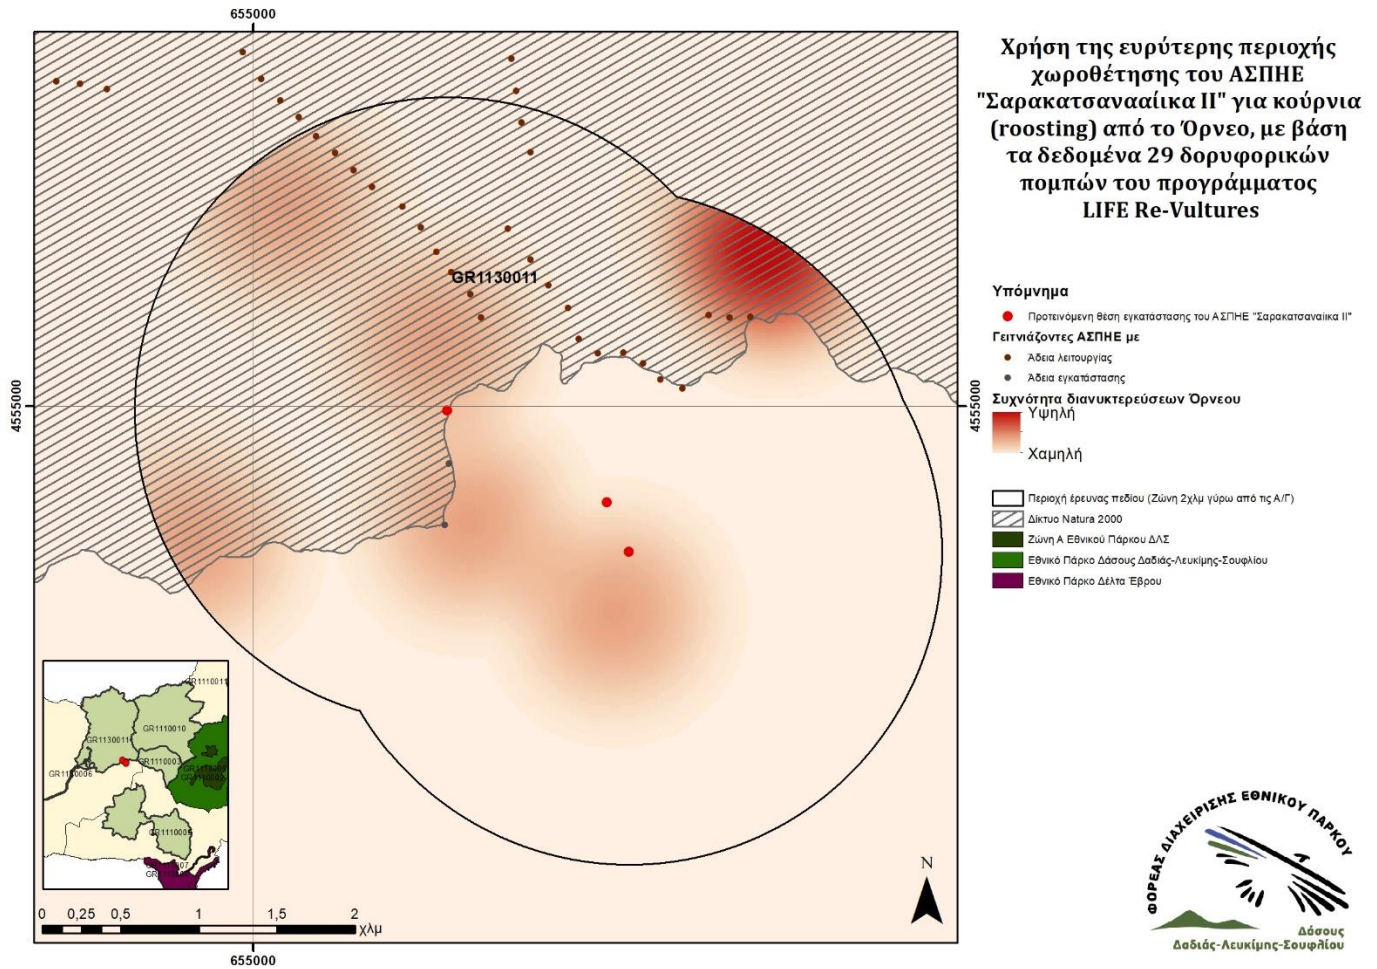 655000
Χρήση της ευρύτερης περιοχής
χωροθέτησης του ΑΣΠΗΕ
"Σαρακατσανααίικα ΙΙ" για κούρνια
(roosting) από το Όρνεο, με βάση
τα δεδομένα 29 δορυφορικών
πομπών του προγράμματος
LIFE Re-Vultures
GR1130011
4555000
4555000
Υπόμνημα
Προτεινόμενη θέση εγκατάστασης του ΑΣΠΗΕ "Σαρακατσαναίικα ΙΙ"
Γειτνιάζοντες ΑΣΠΗΕ με
Άδεια λειτουργίας
Άδεια εγκατάστασης
Συχνότητα διανυκτερεύσεων Όρνεου
Υψηλή
Χαμηλή
Περιοχή έρευνας πεδίου (Ζώνη 2χλμ γύρω από τις Α/Γ)
Δίκτυο Natura 2000
Ζώνη Α Εθνικού Πάρκου ΔΛΣ
Εθνικό Πάρκο Δάσους Δαδιάς-Λευκίμης-Σουφλίου
Εθνικό Πάρκο Δέλτα Έβρου
GR1110011
GR1110010
GR1130011
GR1110003
GR1130006
GR1110002
0 0,25 0,5 1 1,5 2
χλμ
N
655000
ΦΟΡΕΑΣ ΔΙΑΧΕΙΡΙΣΗΣ ΕΘΝΙΚΟΥ ΠΑΡΚΟΥ
Δάσους
Δαδιάς-Λευκίμης-Σουφλίου